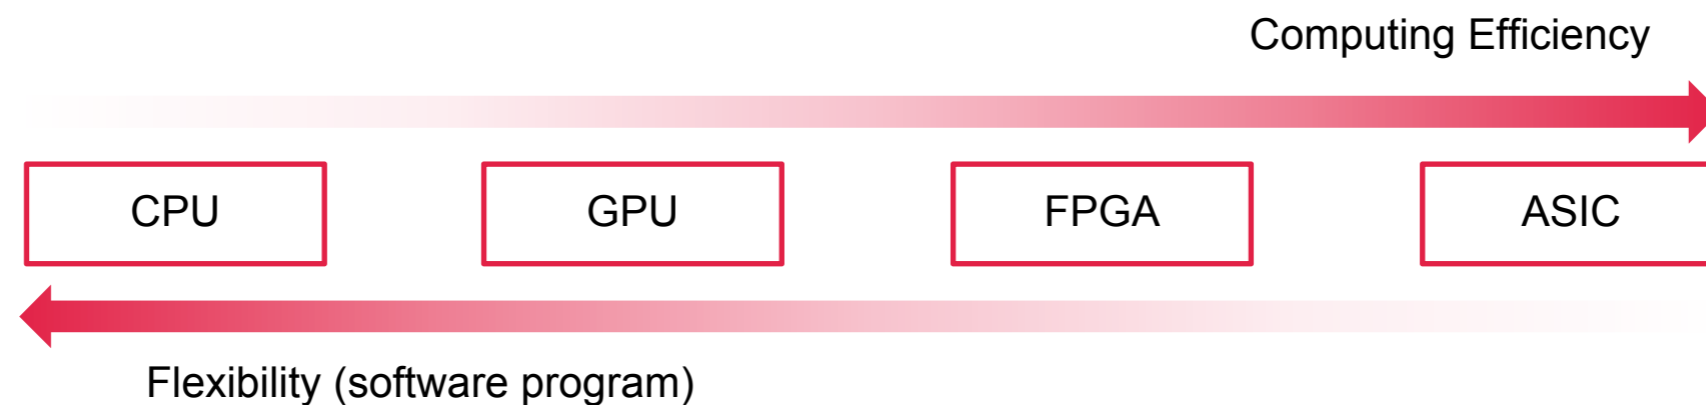 Computing Efficiency
CPU
GPU
FPGA
ASIC
Flexibility (software program)